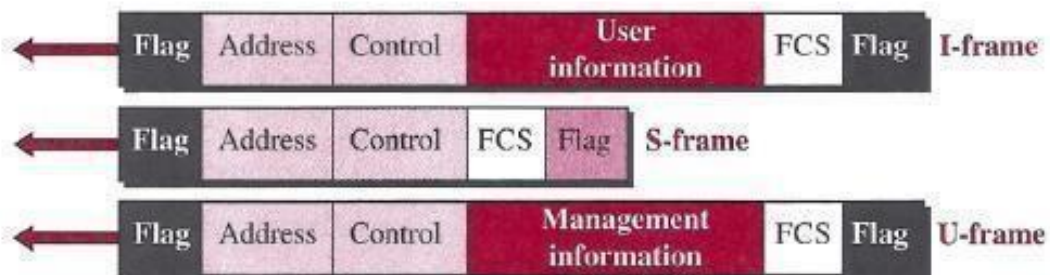 Flag Address Control User information FCS Flag I-frame
Flag Address Control FCS Flag S-frame
Flag Address Control Management information FCS Flag U-frame